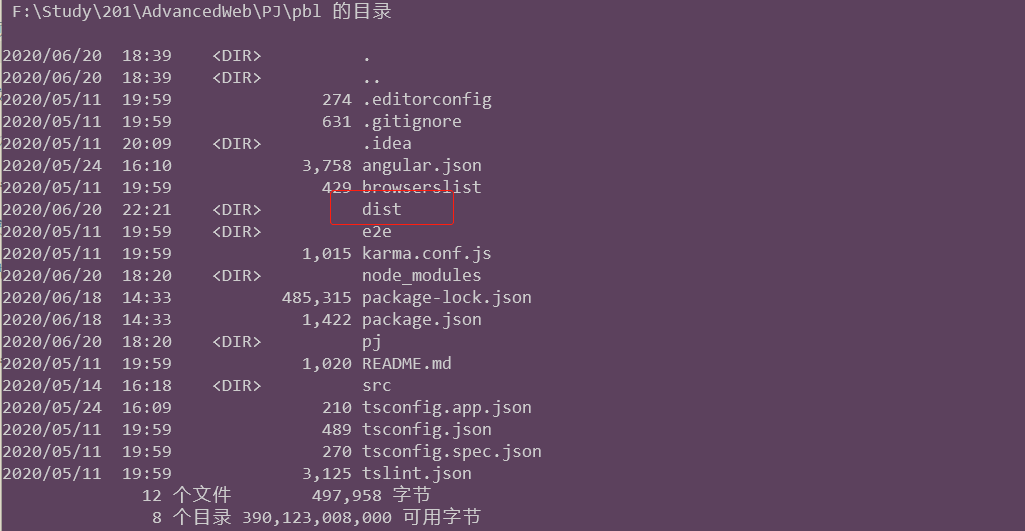 F:\Study\201\AdvancedWeb\PJ\pbl 的目录
2020/06/20  18:39    <DIR>          .
2020/06/20  18:39    <DIR>          ..
2020/05/11  19:59               274 .editorconfig
2020/05/11  19:59               631 .gitignore
2020/05/11  20:09    <DIR>          .idea
2020/05/24  16:10             3,758 angular.json
2020/05/11  19:59               429 browserslist
2020/06/20  22:21    <DIR>          dist
2020/05/11  19:59    <DIR>          e2e
2020/05/11  19:59             1,015 karma.conf.js
2020/06/20  18:20    <DIR>          node_modules
2020/06/18  14:33           485,315 package-lock.json
2020/06/18  14:33             1,422 package.json
2020/06/20  18:20    <DIR>          pj
2020/05/11  19:59             1,020 README.md
2020/05/14  16:18    <DIR>          src
2020/05/24  16:09               210 tsconfig.app.json
2020/05/11  19:59               489 tsconfig.json
2020/05/11  19:59               270 tsconfig.spec.json
2020/05/11  19:59             3,125 tslint.json
12 个文件        497,958 字节
8 个目录 390,123,008,000 可用字节